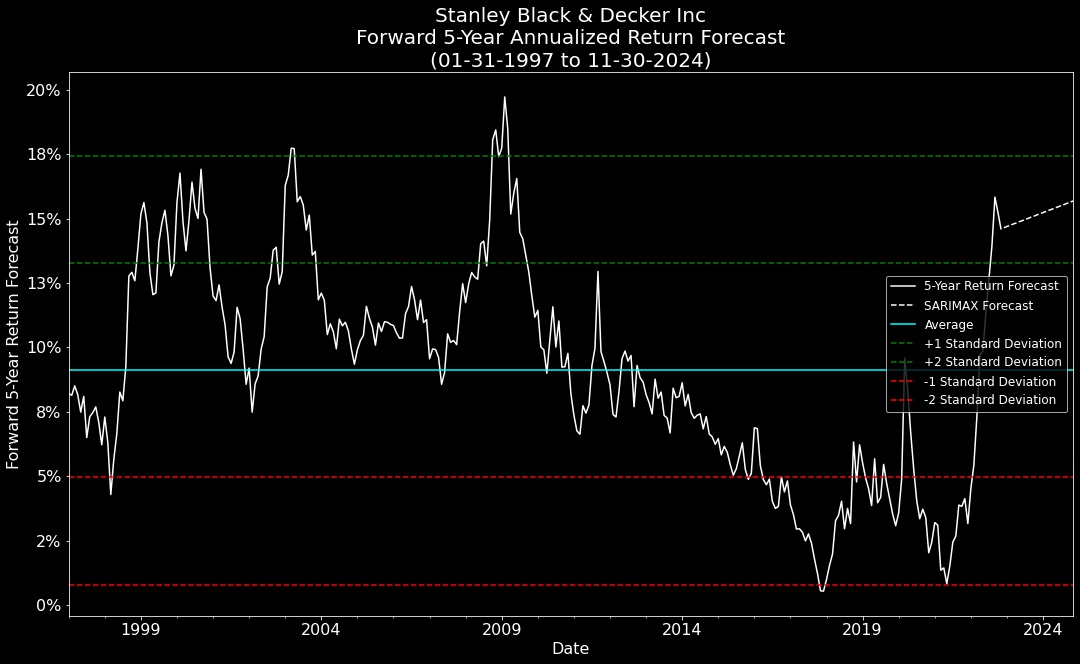 Stanley Black & Decker Inc
Forward 5-Year Annualized Return Forecast
(01-31-1997 to 11-30-2024)
Forward 5-Year Return Forecast
20%
18%
15%
13%
10%
8%
5%
2%
0%
5-Year Return Forecast
SARIMAX Forecast
Average
+1 Standard Deviation
+2 Standard Deviation
-1 Standard Deviation
-2 Standard Deviation
1999
2004
2009
2014
2019
2024
Date